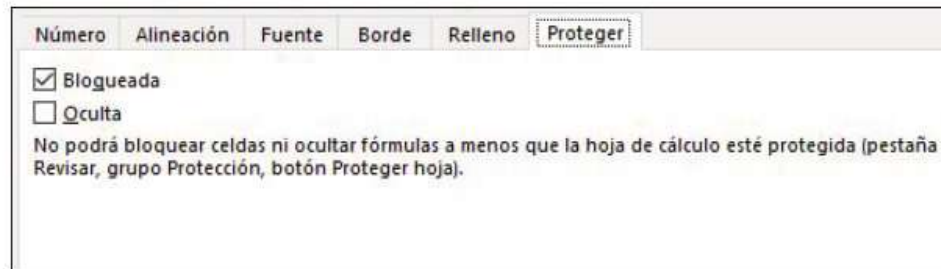 Número Alineación Fuente Borde Relleno Proteger
Bloqueada
Oculta
No podrá bloquear celdas ni ocultar fórmulas a menos que la hoja de cálculo esté protegida (pestaña
Revisar, grupo Protección, botón Proteger hoja).